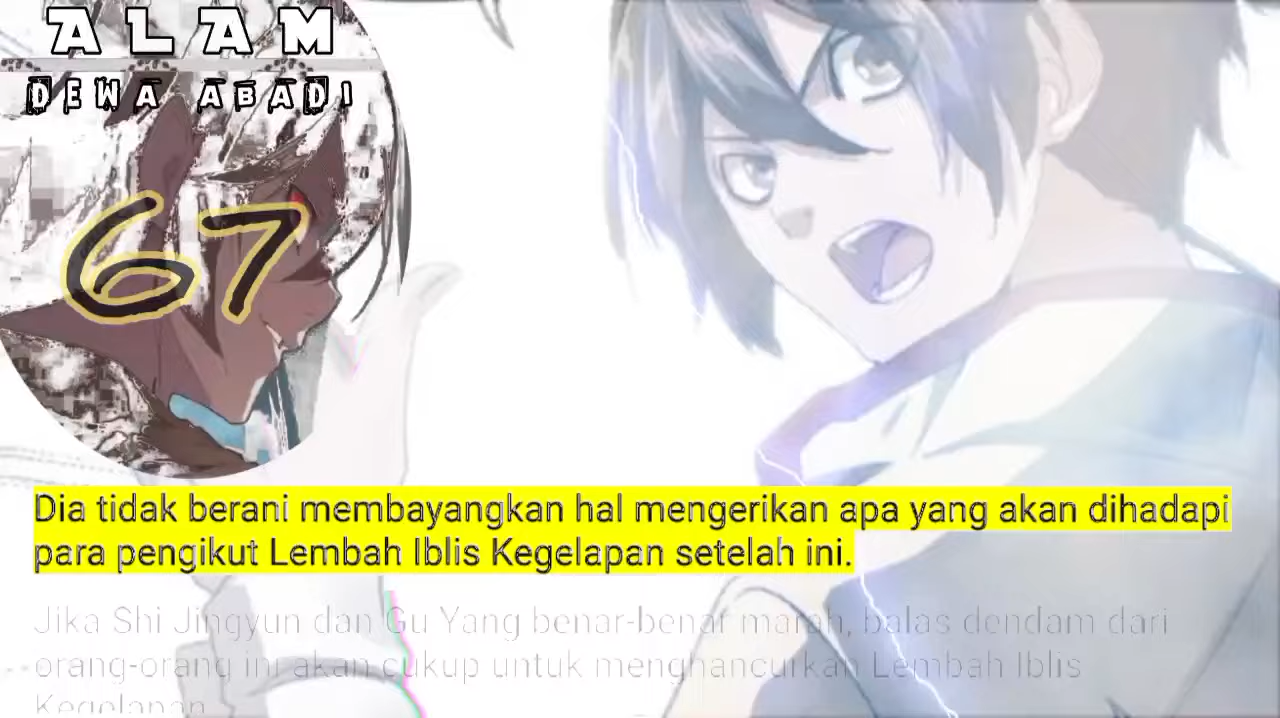 ALAM
DEWA ABADI
67
Dia tidak berani membayangkan hal mengerikan apa yang akan dihadapi
para pengikut Lembah Iblis Kegelapan setelah ini.
Jika Shi Jingyun dan Gu Yang benar-benar marah, balas dendam dari
orang-orang ini akan cukup untuk menghancurkan Lembah Iblis
Kegelapan